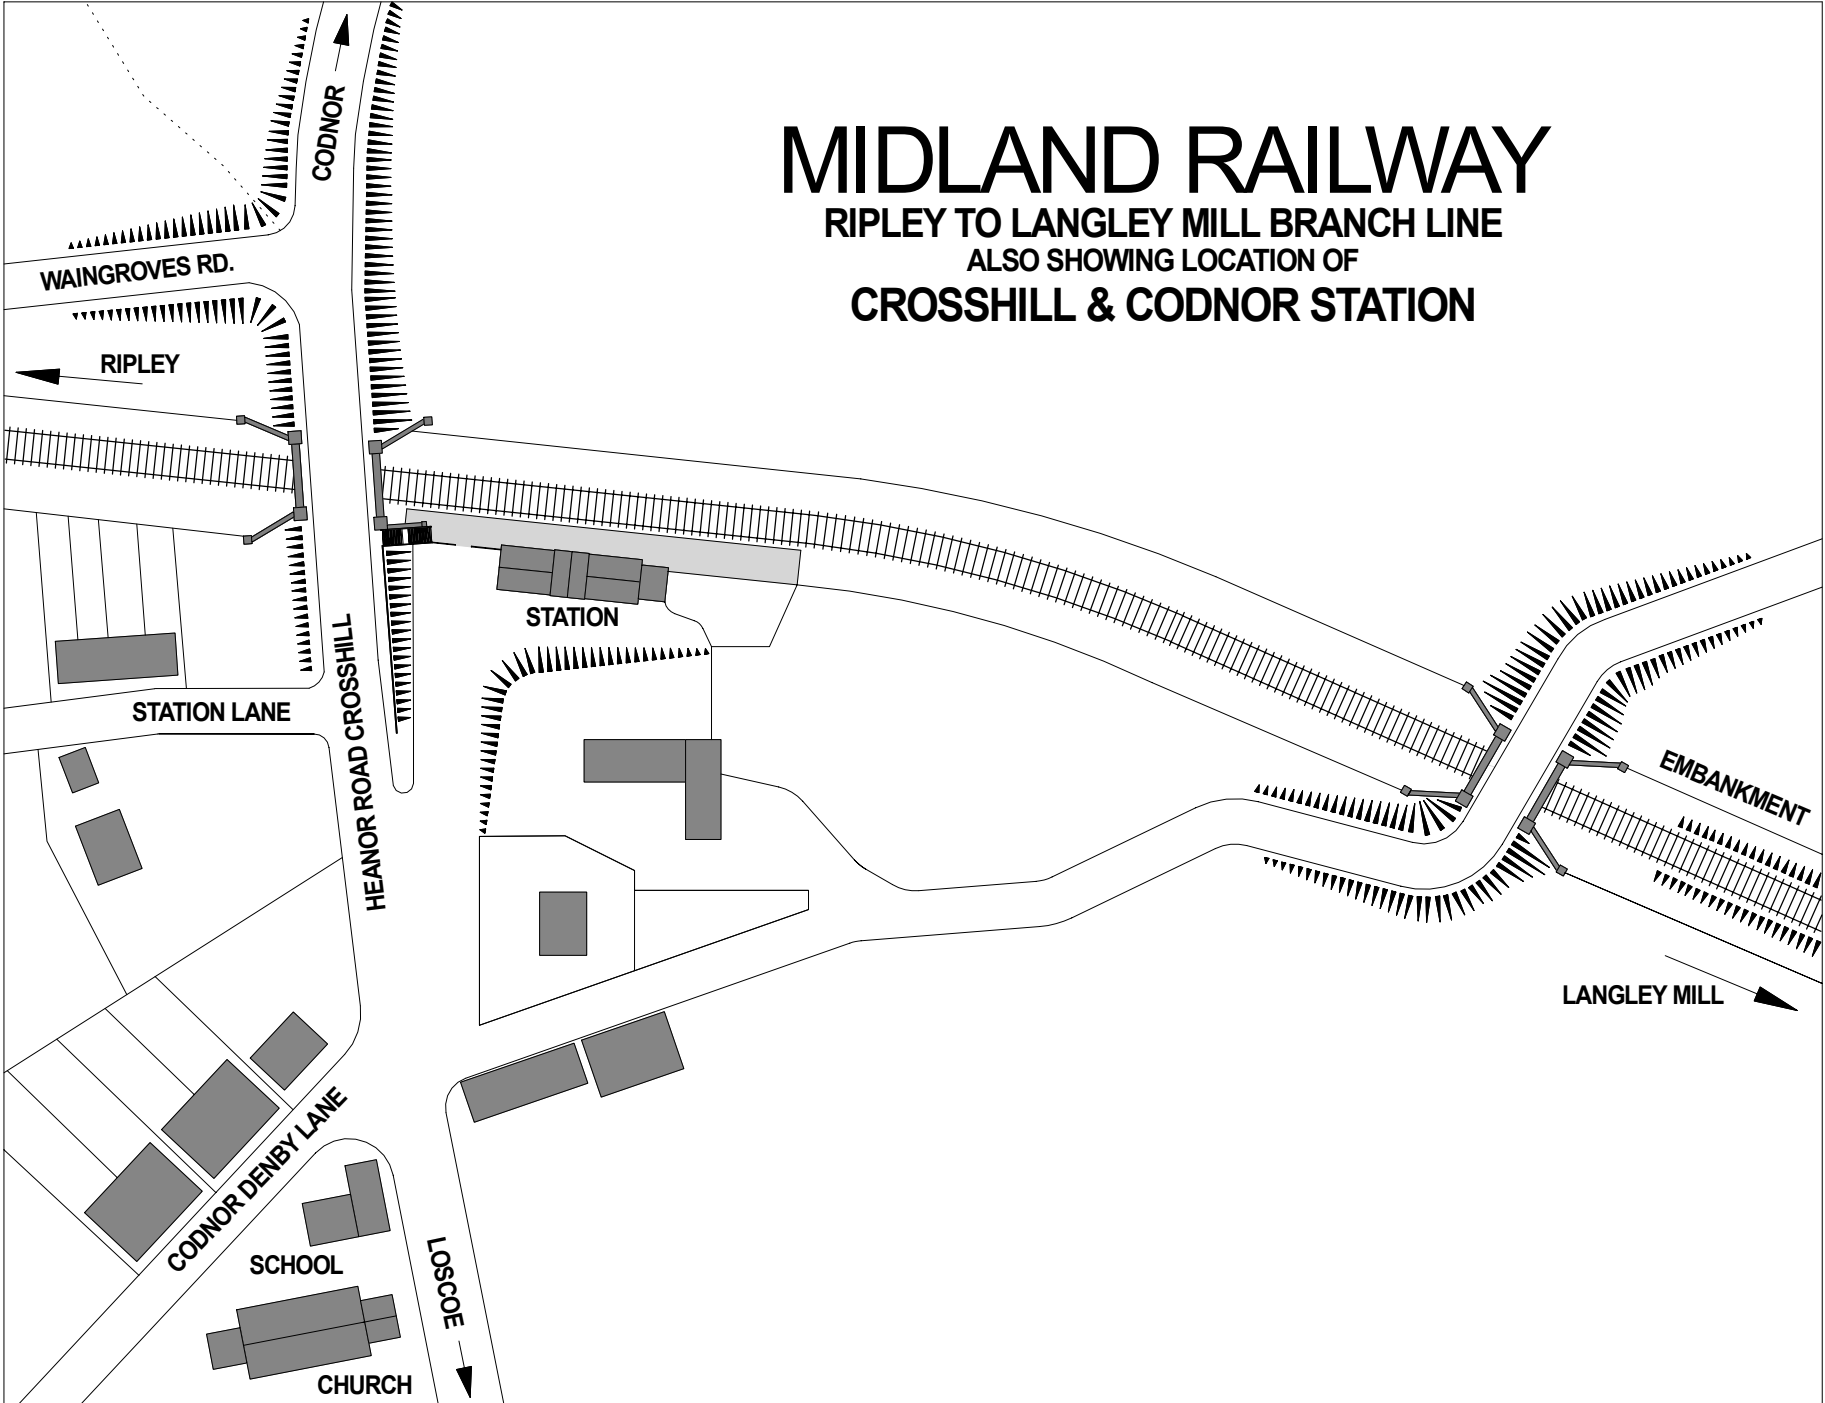 CODNOR
MIDLAND RAILWAY
RIPLEY TO LANGLEY MILL BRANCH LINE
ALSO SHOWING LOCATION OF
CROSSHILL & CODNOR STATION
WAINGROVES RD.
RIPLEY
STATION
HEANOR ROAD CROSSHILL
STATION LANE
EMBANKMENT
LANGLEY MILL
CODNOR DENBY LANE
SCHOOL
LOSCOE
CHURCH